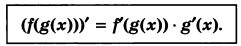 (f(g(x)))′ = f′(g(x)) · g′(x).